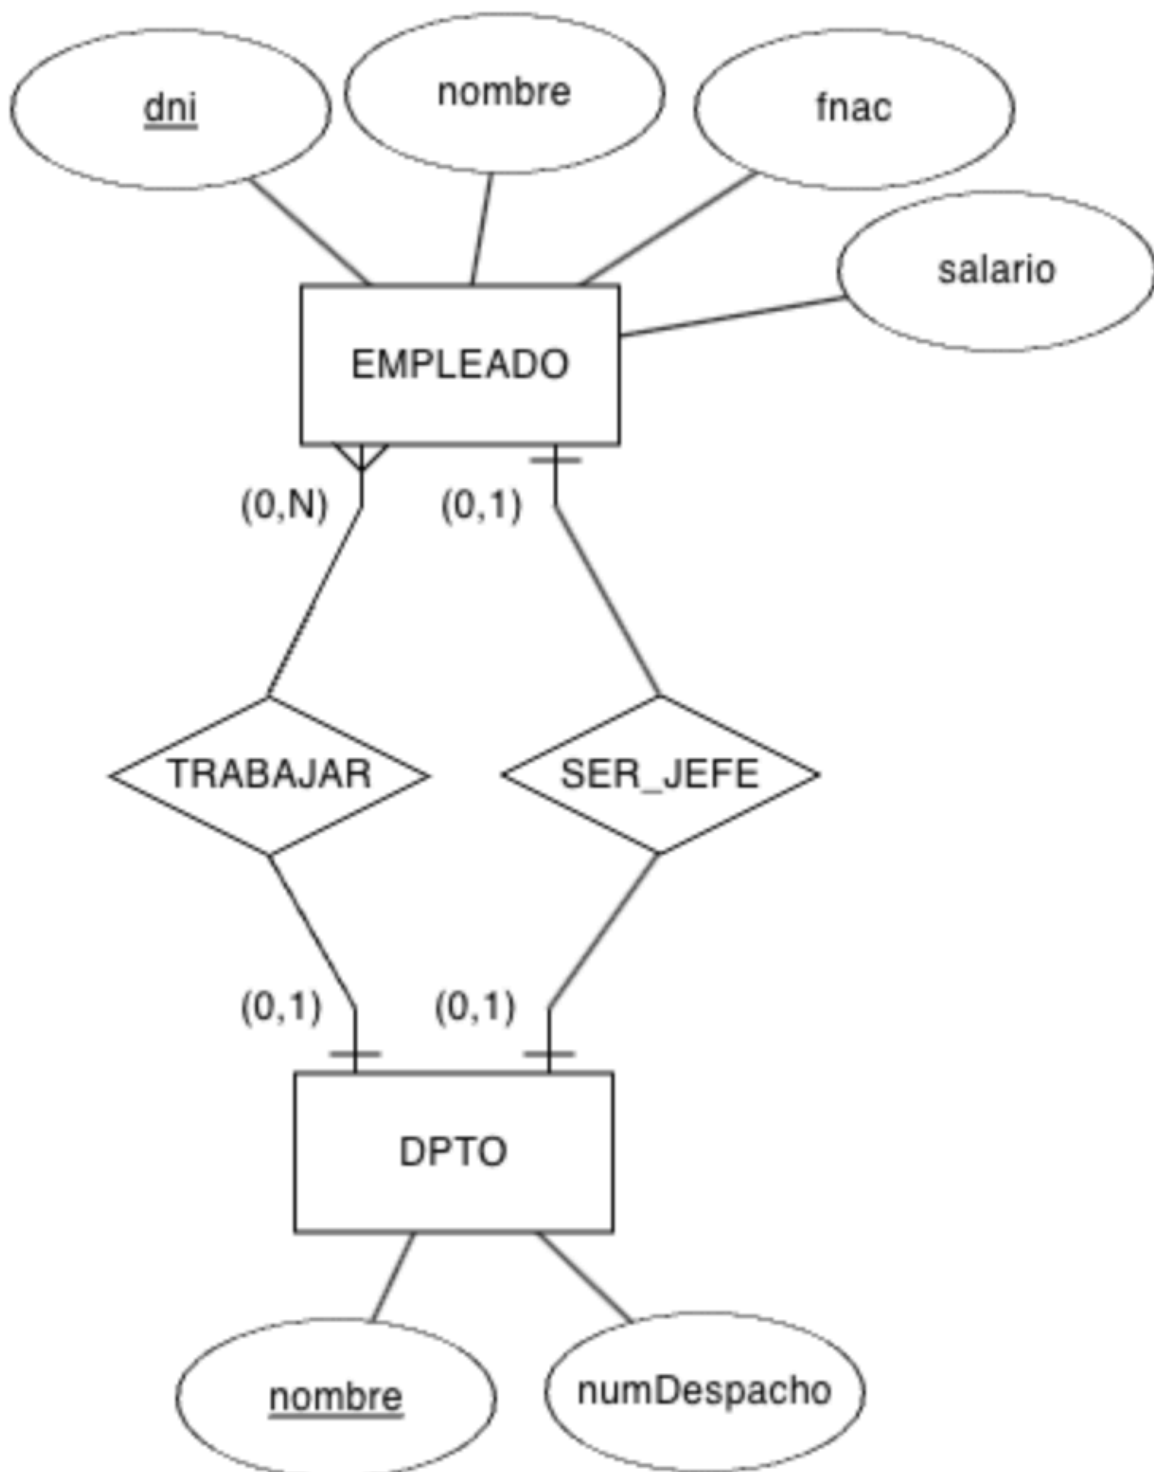 dni
nombre
fnac
salario
EMPLEADO
(0,N)
(0,1)
TRABAJAR
SER_JEFE
(0,1)
(0,1)
DPTO
nombre
numDespacho